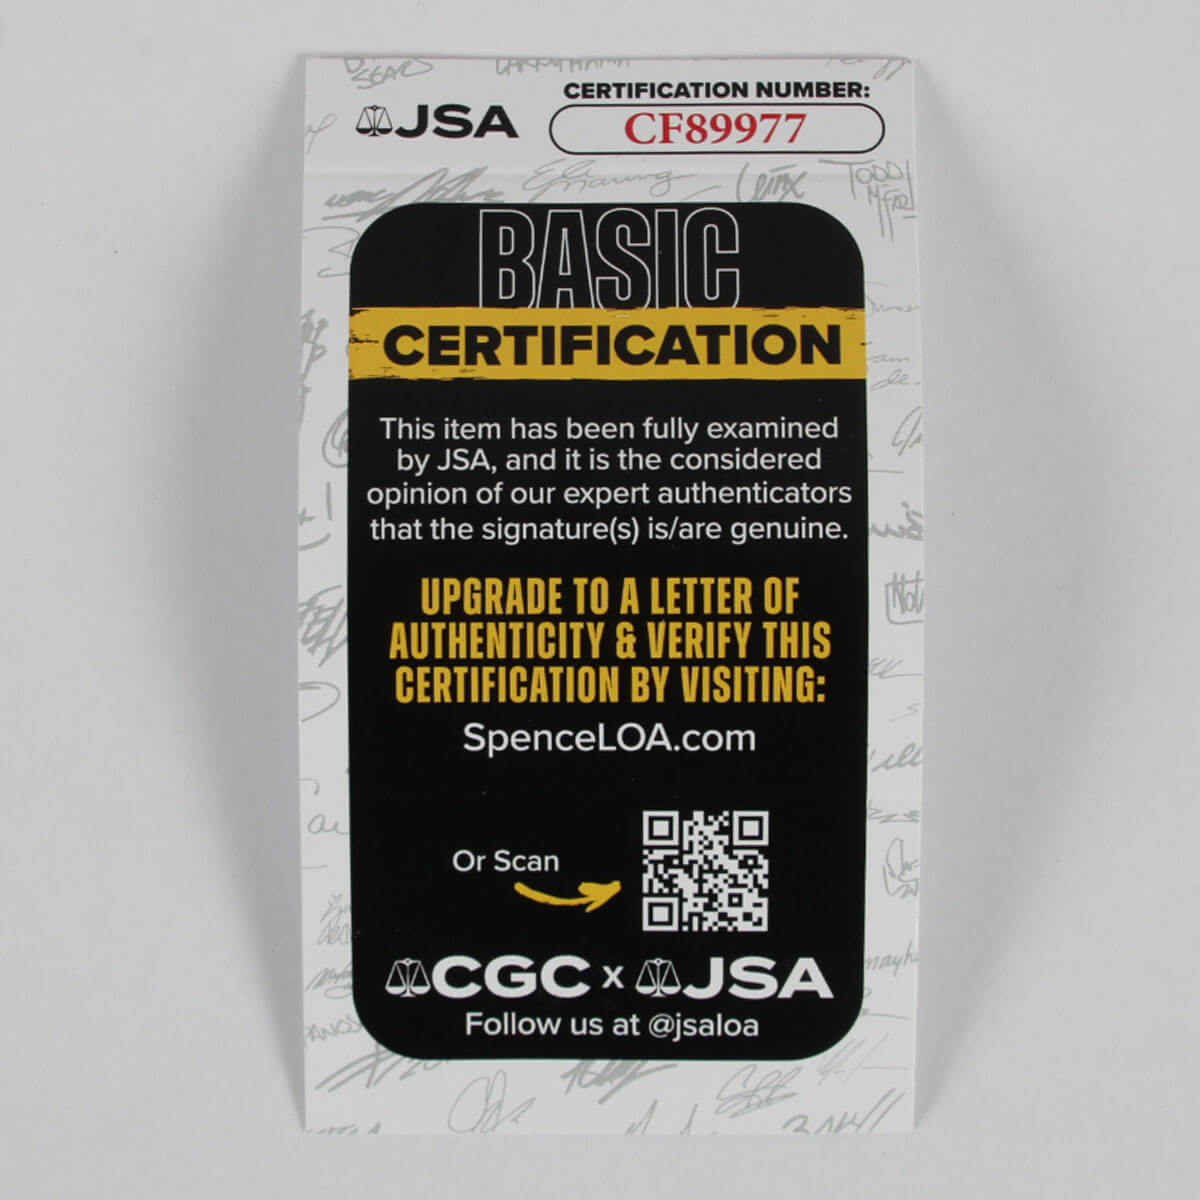 JSA
CERTIFICATION NUMBER:
CF89977
BASIC
CERTIFICATION
This item has been fully examined
by JSA, and it is the considered
opinion of our expert authenticators
that the signature(s) is/are genuine.
UPGRADE TO A LETTER OF
AUTHENTICITY & VERIFY THIS
CERTIFICATION BY VISITING:
SpenceLOA.com
Or Scan
CGC x JSA
Follow us at @jsaloa